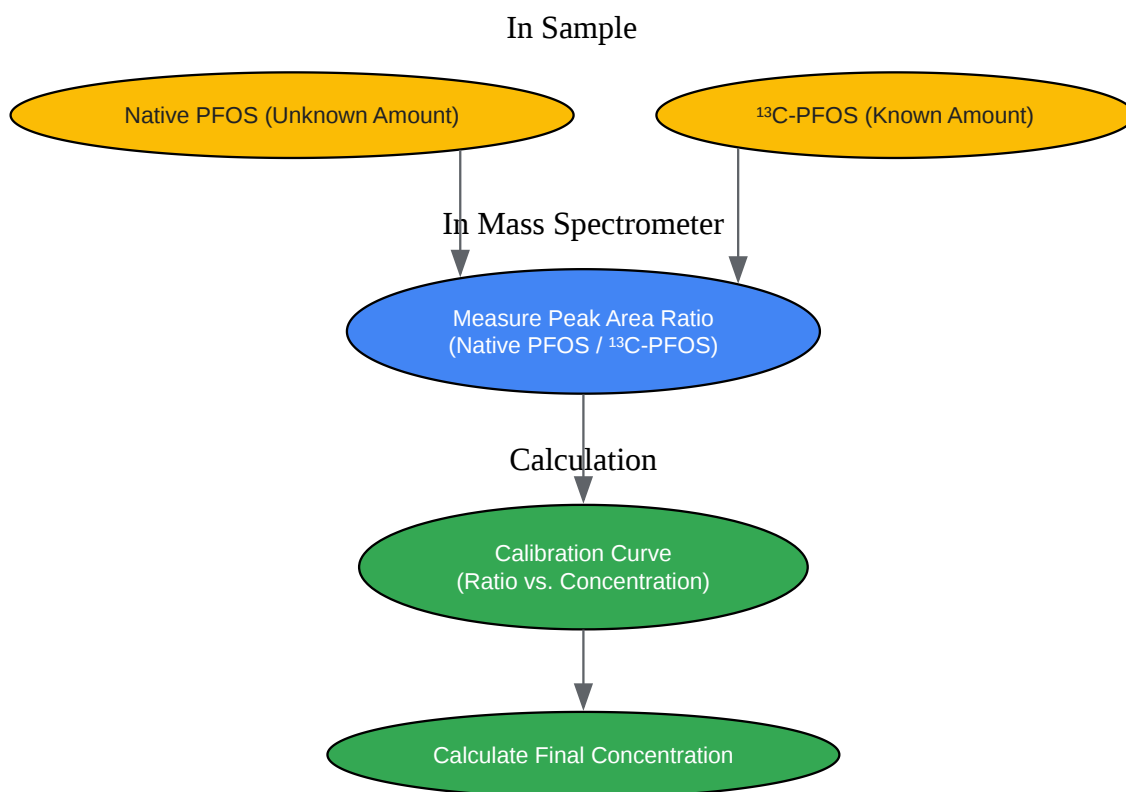 In Sample
Native PFOS (Unknown Amount)
¹³C-PFOS (Known Amount)
In Mass Spectrometer
Measure Peak Area Ratio
(Native PFOS / ¹³C-PFOS)
Calculation
Calibration Curve
(Ratio vs. Concentration)
Calculate Final Concentration